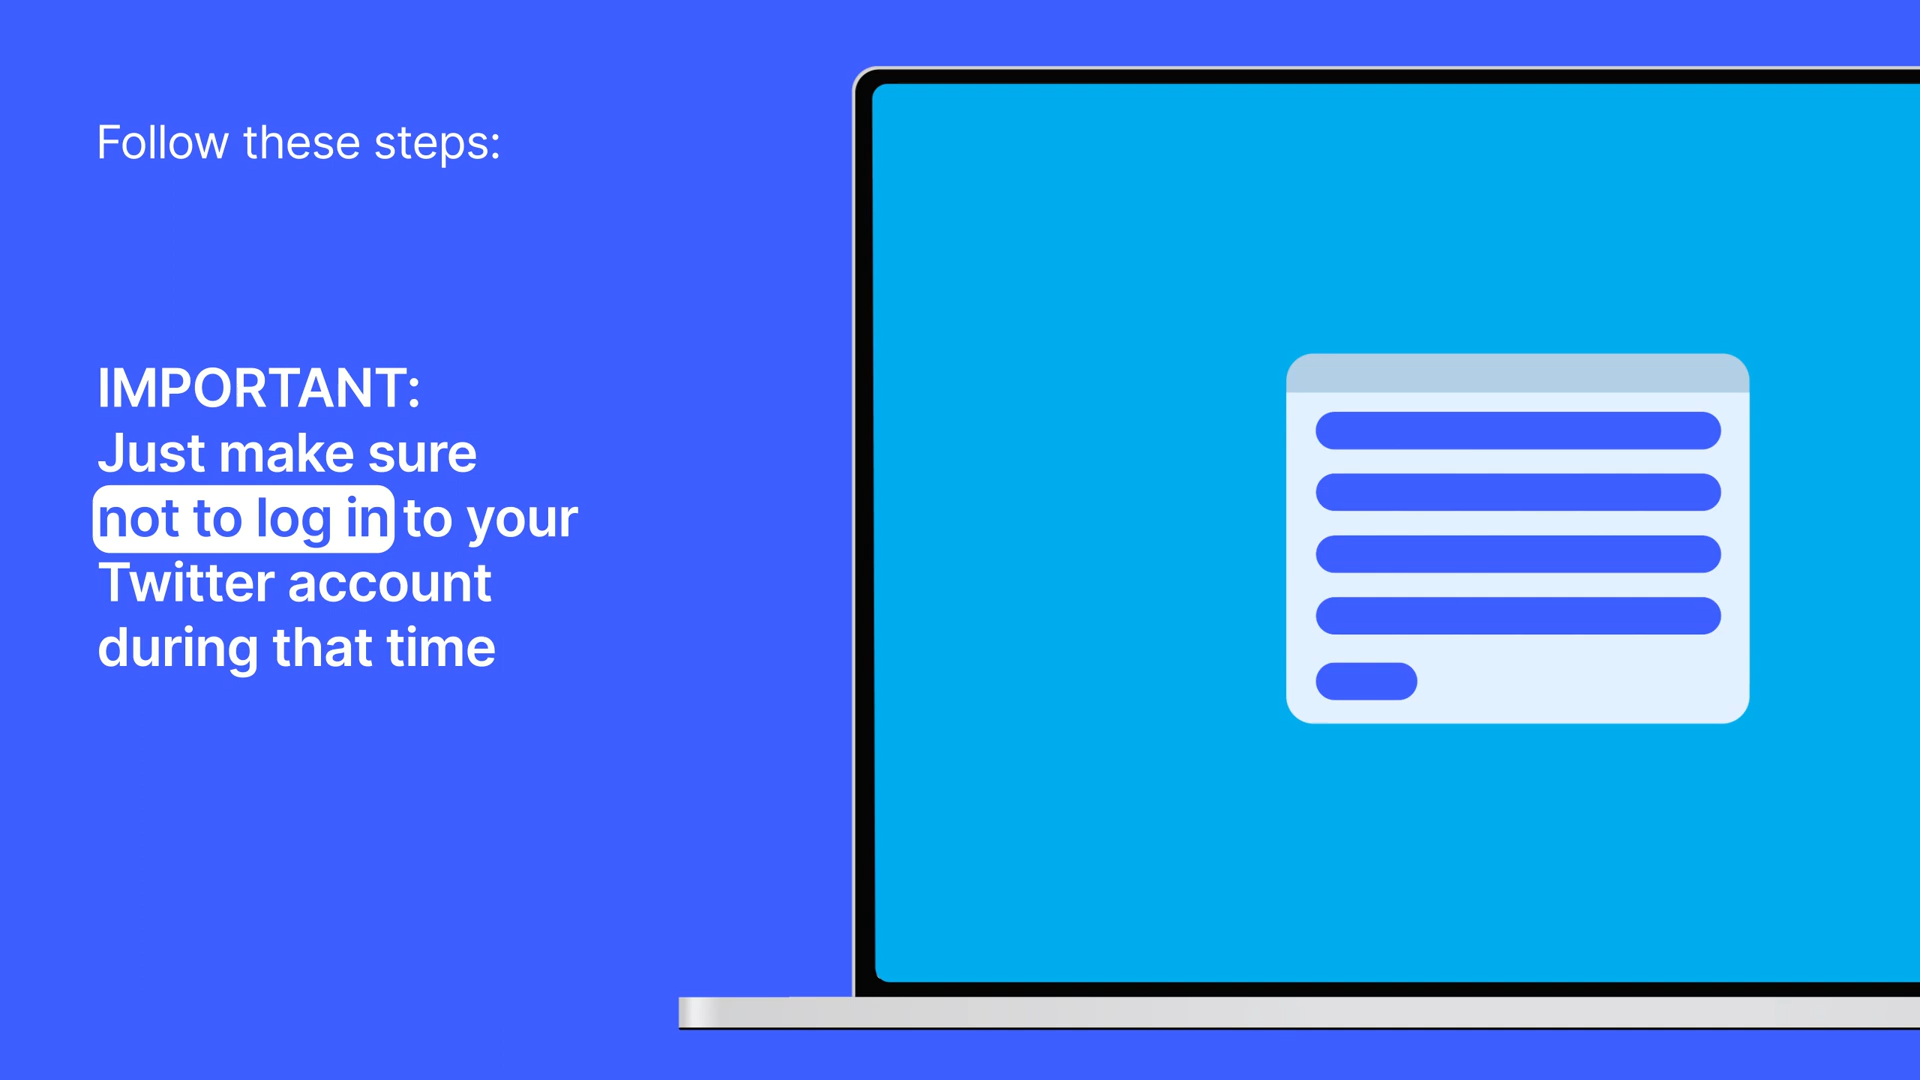 Follow these steps:
IMPORTANT:
Just make sure
not to log in to your
Twitter account
during that time